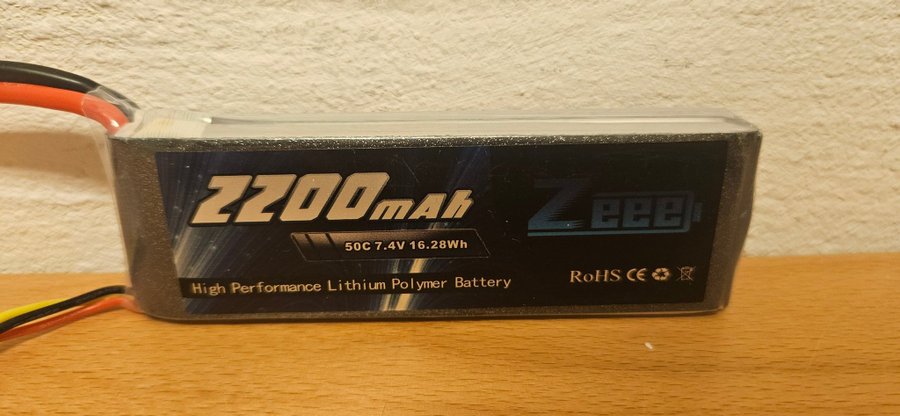 2200mAh
50C 7.4V 16.28Wh
Zeee
High Performance Lithium Polymer Battery
RoHS CE